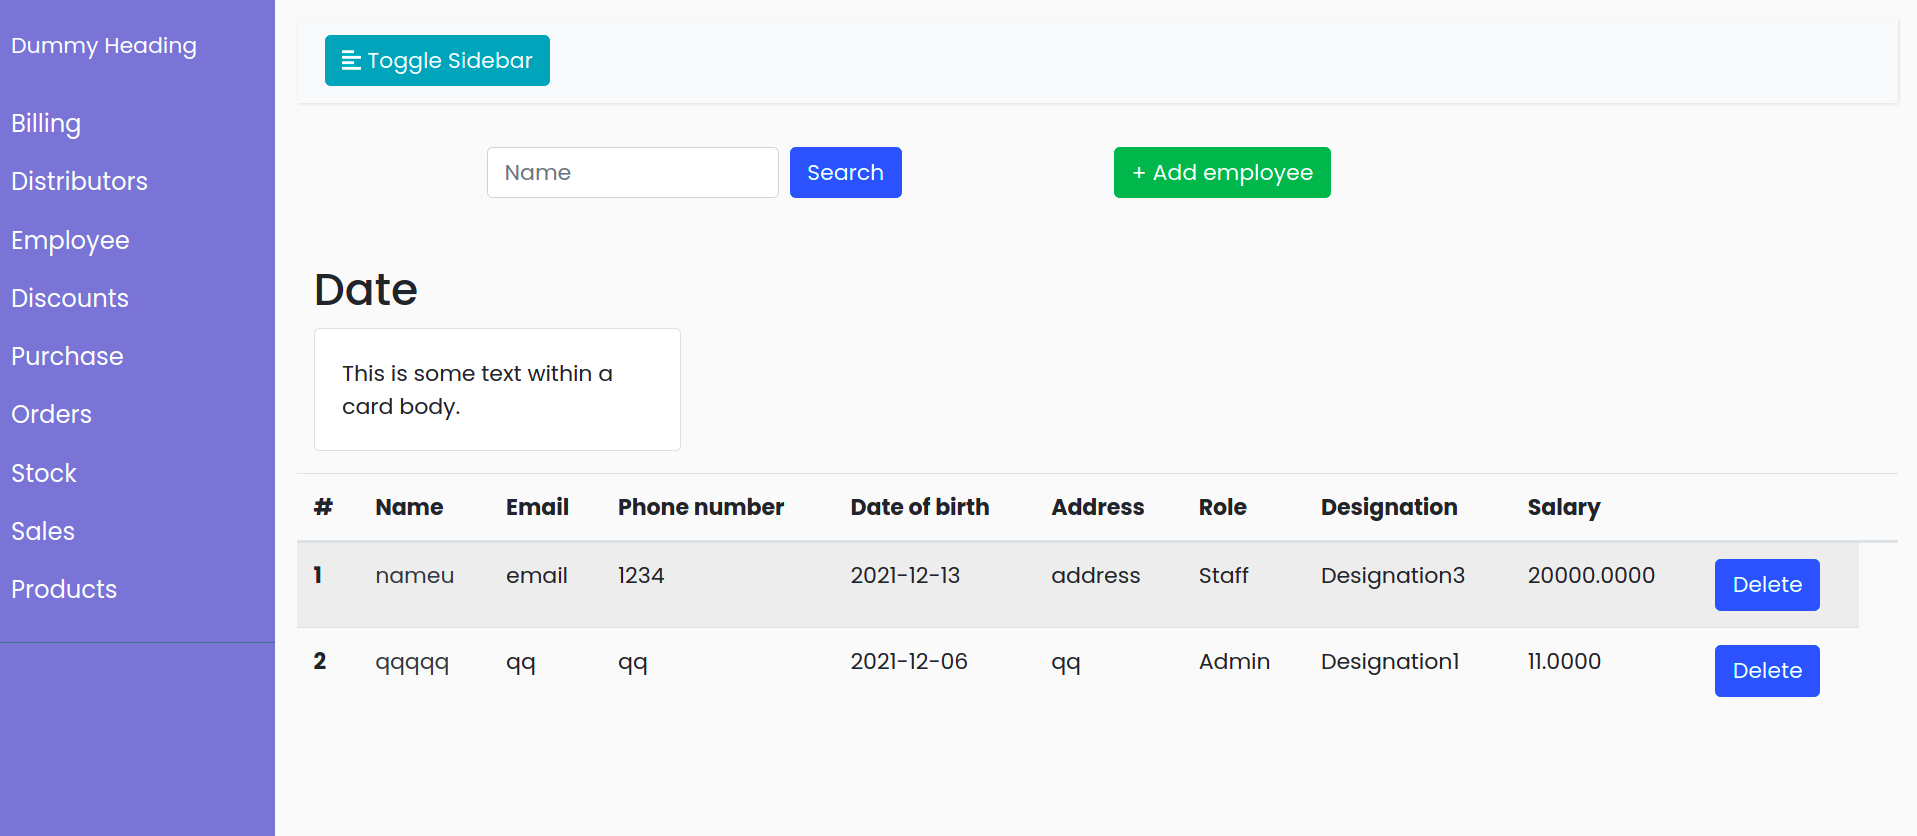 Dummy Heading
Billing
Distributors
Employee
Discounts
Purchase
Orders
Stock
Sales
Products
Toggle Sidebar
Name Search + Add employee
Date
This is some text within a
card body.
# Name Email Phone number Date of birth Address Role Designation Salary
1 nameu email 1234 2021-12-13 address Staff Designation3 20000.0000 Delete
2 qqqqq qq qq 2021-12-06 qq Admin Designation1 11.0000 Delete